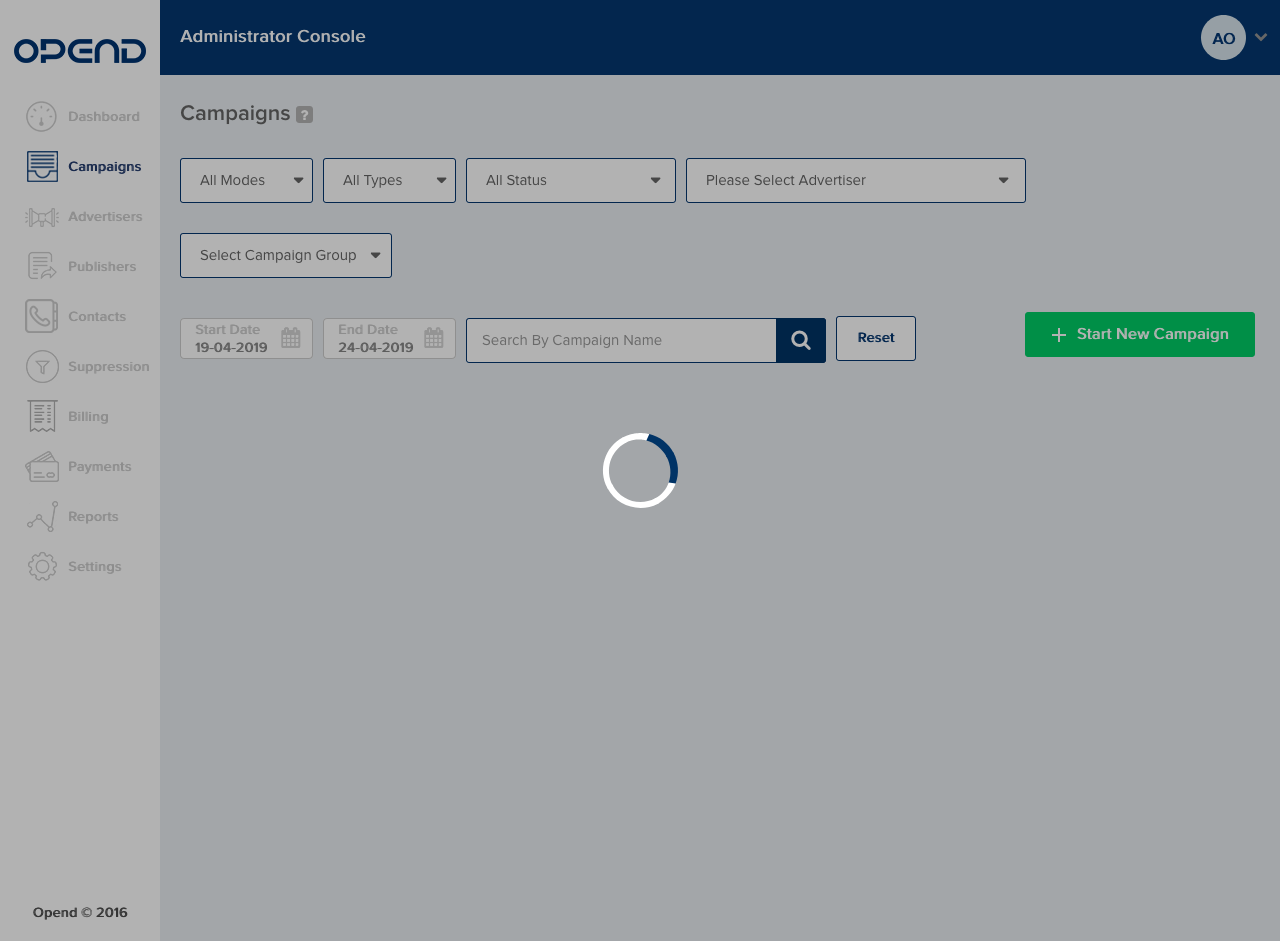 OPEND
Administrator Console
AO
Dashboard
Campaigns
Advertisers
Publishers
Contacts
Suppression
Billing
Payments
Reports
Settings
Opend © 2016
Campaigns ?
All Modes
All Types
All Status
Please Select Advertiser
Select Campaign Group
Start Date
19-04-2019
End Date
24-04-2019
Search By Campaign Name
Reset
Start New Campaign